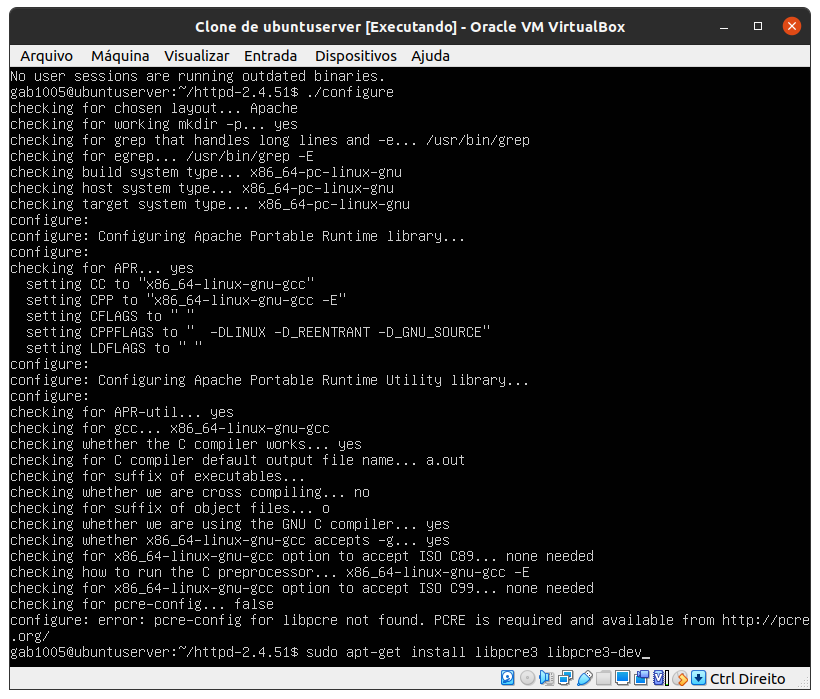 Clone de ubuntuserver [Executando] - Oracle VM VirtualBox
Arquivo Máquina Visualizar Entrada Dispositivos Ajuda
No user sessions are running outdated binaries.
gab1005@ubuntuserver:~/httpd-2.4.51$ ./configure
checking for chosen layout... Apache
checking for working mkdir -p... yes
checking for grep that handles long lines and -e... /usr/bin/grep
checking for egrep... /usr/bin/grep -E
checking build system type... x86_64-pc-linux-gnu
checking host system type... x86_64-pc-linux-gnu
checking target system type... x86_64-pc-linux-gnu
configure:
configure: Configuring Apache Portable Runtime library...
configure:
checking for APR... yes
  setting CC to "x86_64-linux-gnu-gcc"
  setting CPP to "x86_64-linux-gnu-gcc -E"
  setting CFLAGS to " "
  setting CPPFLAGS to "  -DLINUX -D_REENTRANT -D_GNU_SOURCE"
  setting LDFLAGS to " "
configure:
configure: Configuring Apache Portable Runtime Utility library...
configure:
checking for APR-util... yes
checking for gcc... x86_64-linux-gnu-gcc
checking whether the C compiler works... yes
checking for C compiler default output file name... a.out
checking for suffix of executables...
checking whether we are cross compiling... no
checking for suffix of object files... o
checking whether we are using the GNU C compiler... yes
checking whether x86_64-linux-gnu-gcc accepts -g... yes
checking for x86_64-linux-gnu-gcc option to accept ISO C89... none needed
checking how to run the C preprocessor... x86_64-linux-gnu-gcc -E
checking for x86_64-linux-gnu-gcc option to accept ISO C99... none needed
checking for pcre-config... false
configure: error: pcre-config for libpcre not found. PCRE is required and available from http://pcre
.org/
gab1005@ubuntuserver:~/httpd-2.4.51$ sudo apt-get install libpcre3 libpcre3-dev_
Ctrl Direito